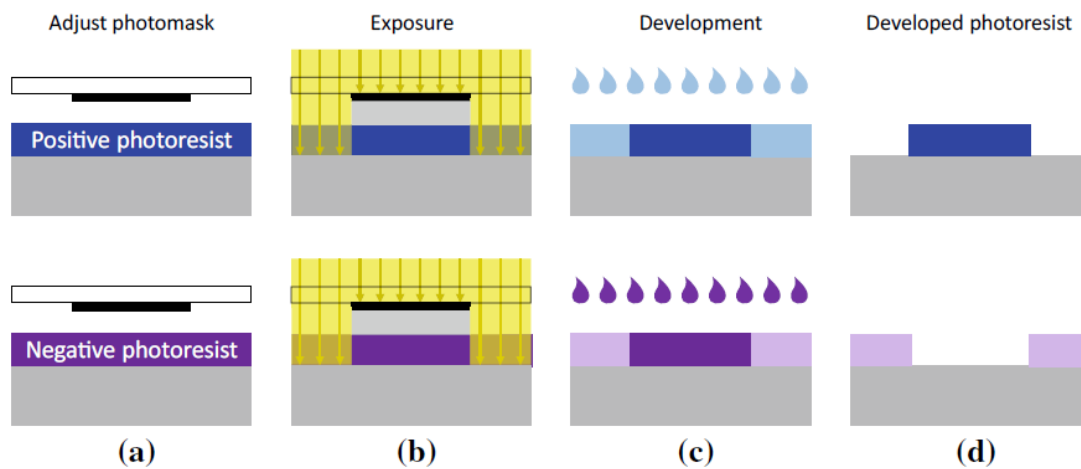 Adjust photomask
Exposure
Development
Developed photoresist
Positive photoresist
Negative photoresist
(a)
(b)
(c)
(d)